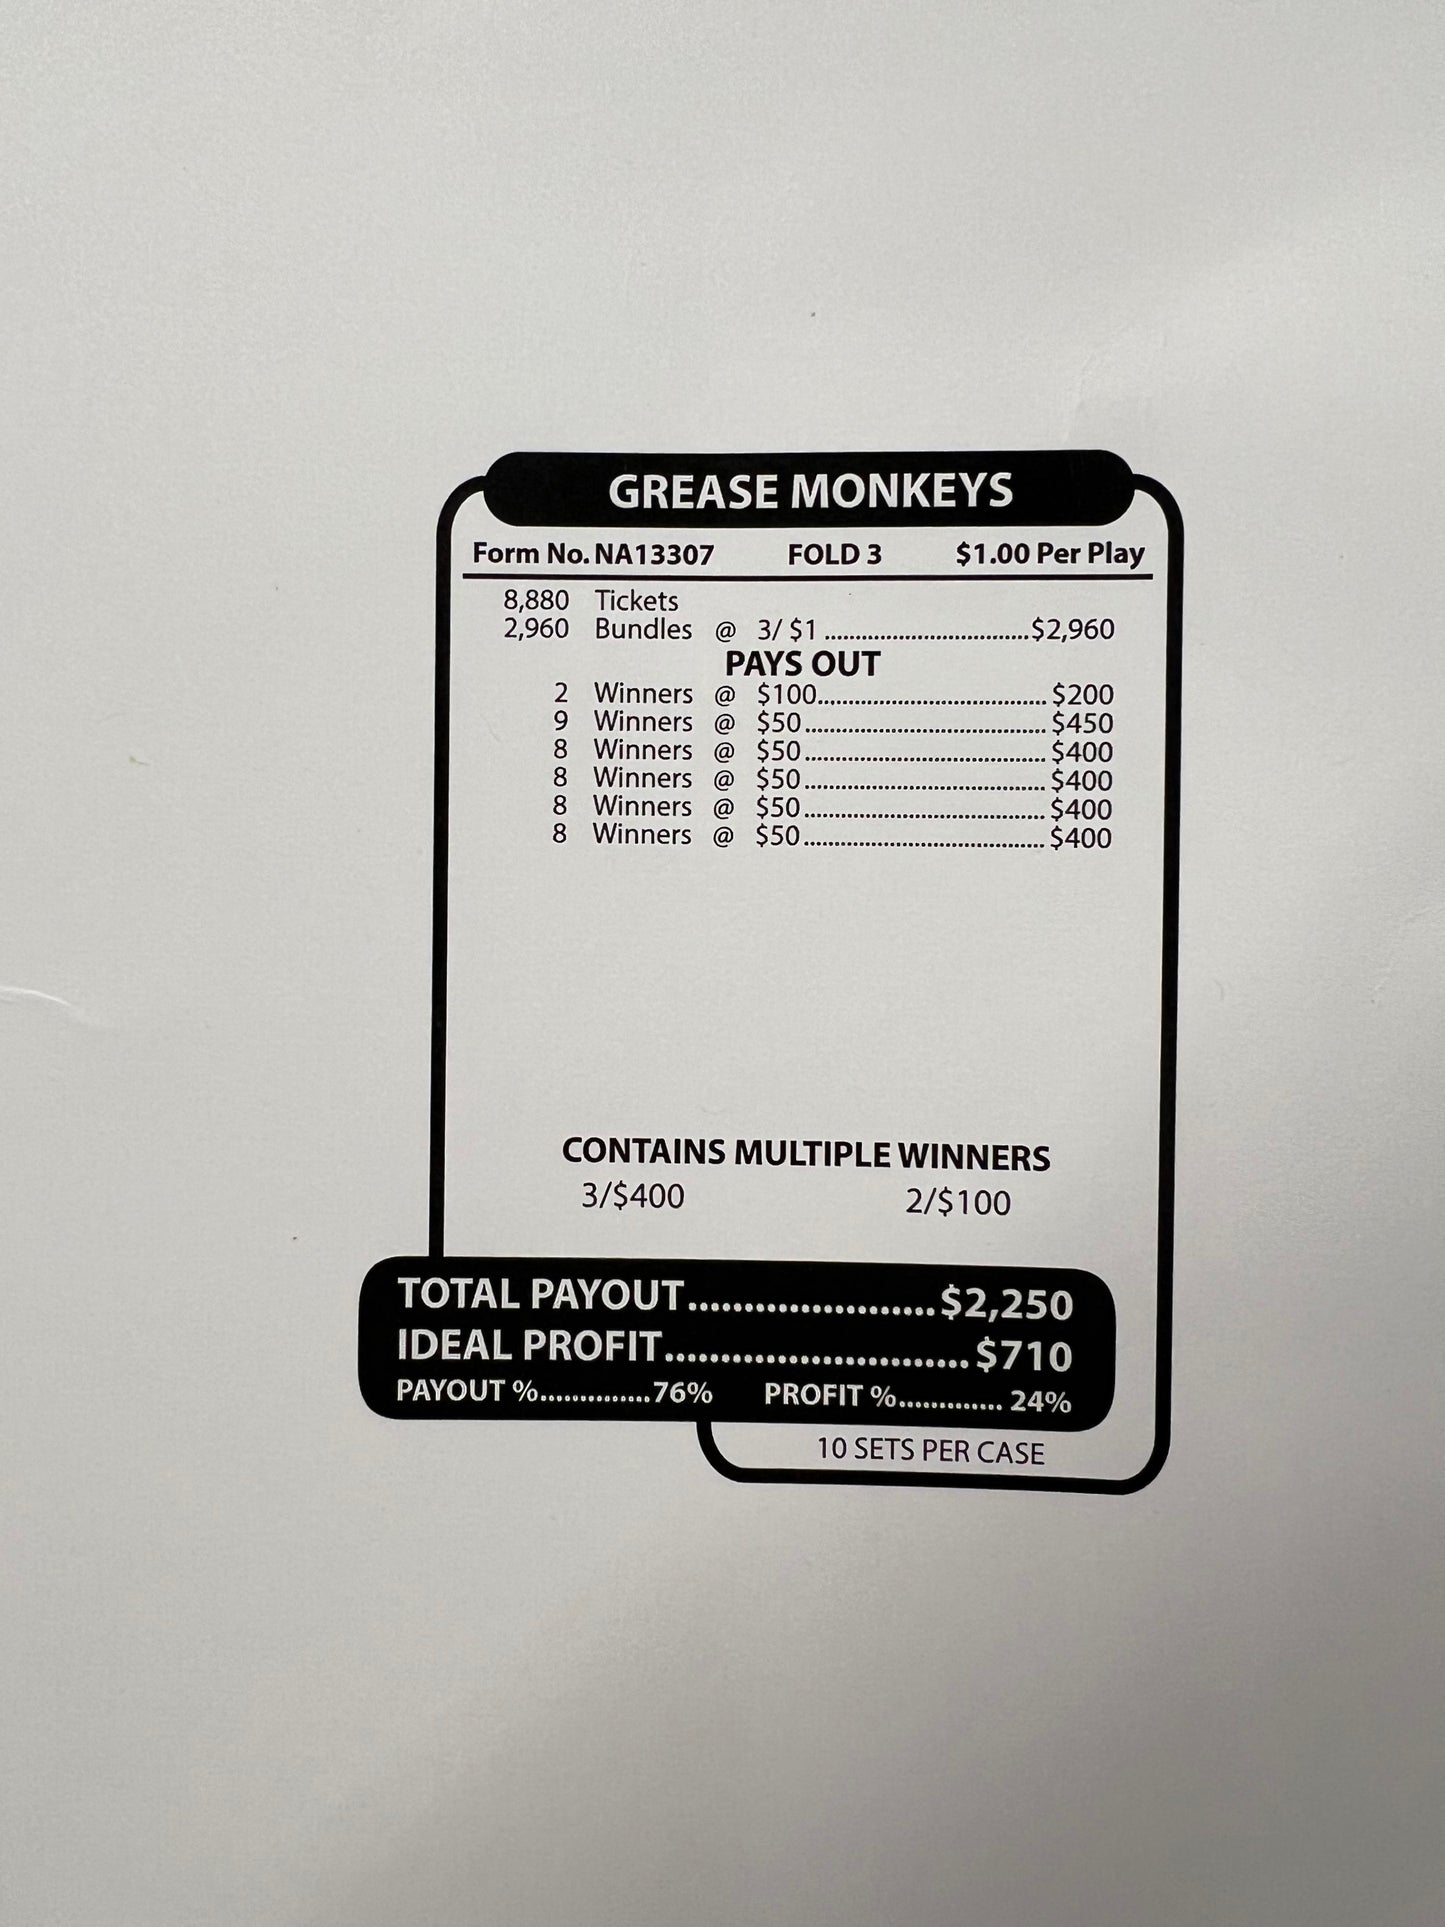 GREASE MONKEYS
Form No. NA13307 FOLD 3 $1.00 Per Play
8,880 Tickets
2,960 Bundles @ 3/ $1 ..................................$2,960
PAYS OUT
2 Winners @ $100...................................... $200
9 Winners @ $50........................................ $450
8 Winners @ $50........................................ $400
8 Winners @ $50........................................ $400
8 Winners @ $50........................................ $400
8 Winners @ $50........................................ $400
CONTAINS MULTIPLE WINNERS
3/$400 2/$100
TOTAL PAYOUT......................$2,250
IDEAL PROFIT........................... $710
PAYOUT %..............76% PROFIT %............. 24%
10 SETS PER CASE